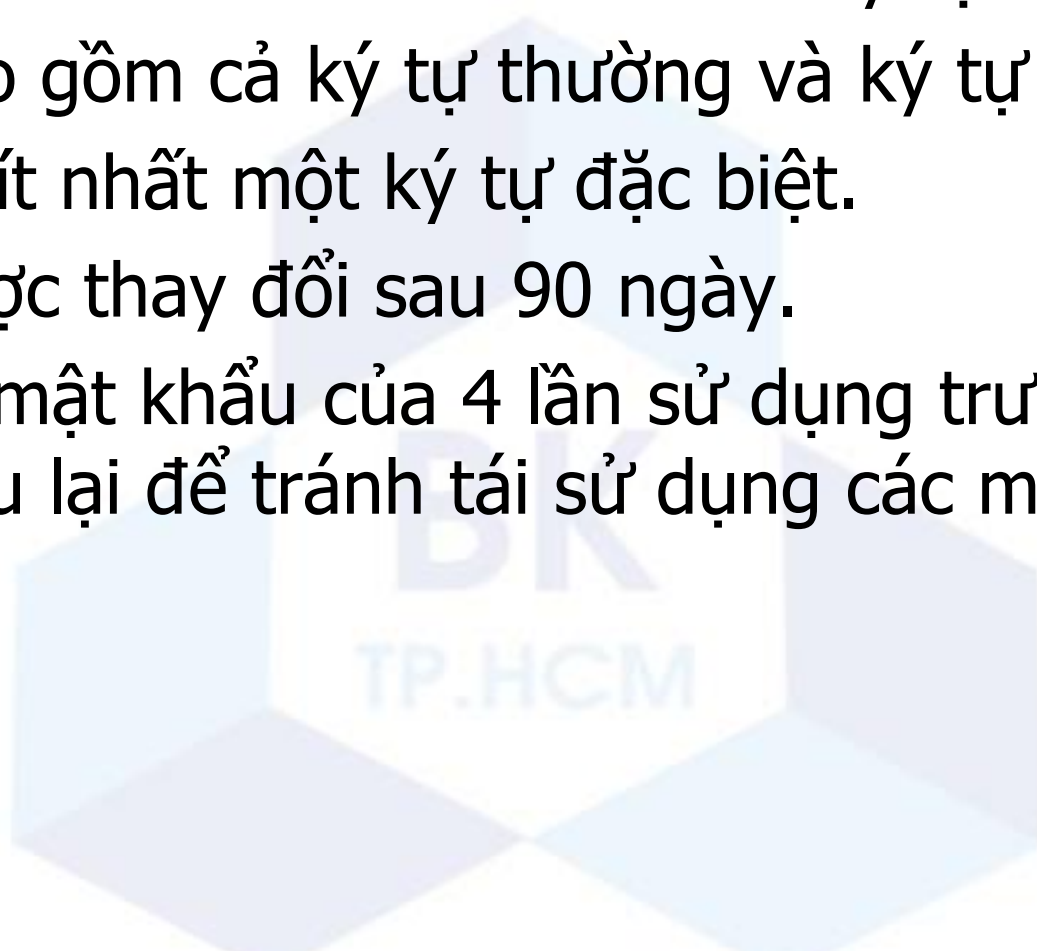 gồm cả ký tự thường và ký tự
ít nhất một ký tự đặc biệt.
ợc thay đổi sau 90 ngày.
mật khẩu của 4 lần sử dụng trư
u lại để tránh tái sử dụng các m
BK
TP.HCM